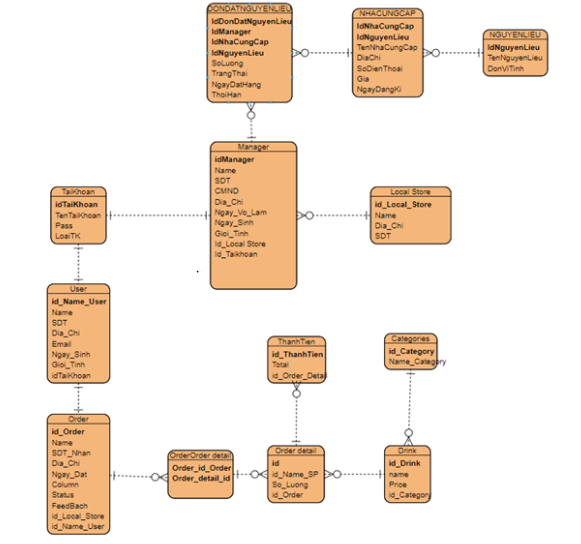 DONDATNGUYENLIEU
IdDonDatNguyenLieu
IdManager
IdNhaCungCap
IdNguyenLieu
SoLuong
TrangThai
NgayDatHang
ThoiHan
NHACUNGCAP
IdNhaCungCap
IdNguyenLieu
TenNhaCungCap
DiaChi
SoDienThoai
Gia
NgayDangKi
NGUYENLIEU
IdNguyenLieu
TenNguyenLieu
DonViTinh
Manager
idManager
Name
SDT
CMND
Dia_Chi
Ngay_Vo_Lam
Ngay_Sinh
Gioi_Tinh
Id_Local Store
Id_Taikhoan
TaiKhoan
idTaiKhoan
TenTaiKhoan
Pass
LoaiTK
Local Store
id_Local_Store
Name
Dia_Chi
SDT
User
id_Name_User
Name
SDT
Dia_Chi
Email
Ngay_Sinh
Gioi_Tinh
idTaiKhoan
ThanhTien
id_ThanhTien
Total
id_Order_Detail
Categories
id_Category
Name_Category
Order
id_Order
Name
SDT_Nhan
Dia_Chi
Ngay_Dat
Column
Status
FeedBach
id_Local_Store
id_Name_User
OrderOrder detail
Order_id_Order
Order_detail_id
Order detail
id
id_Name_SP
So_Luong
id_Order
Drink
id_Drink
name
Price
id_Category